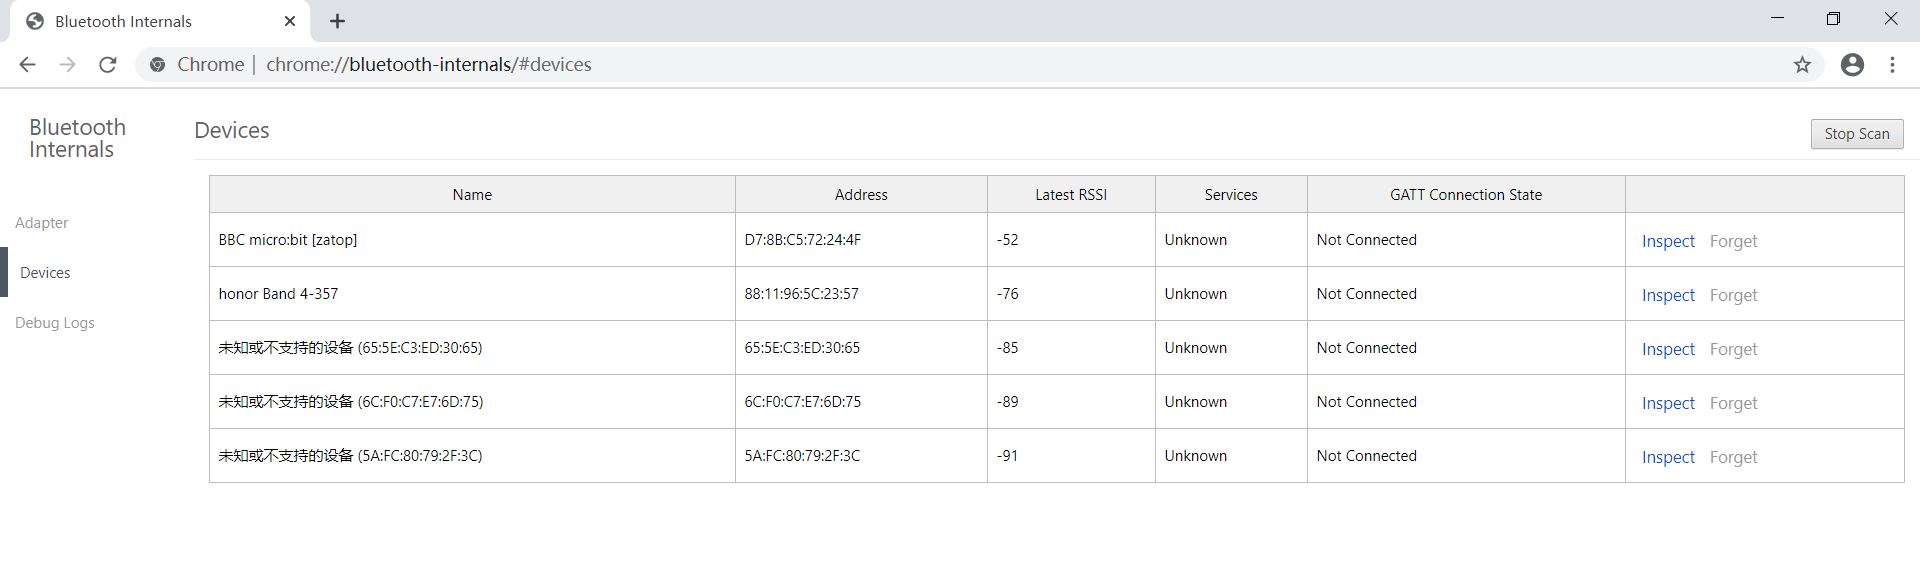 Bluetooth Internals
Chrome | chrome://bluetooth-internals/#devices
Bluetooth
Internals
Adapter
Devices
Debug Logs
Devices
Stop Scan
Name Address Latest RSSI Services GATT Connection State
BBC micro:bit [zatop] D7:8B:C5:72:24:4F -52 Unknown Not Connected Inspect Forget
honor Band 4-357 88:11:96:5C:23:57 -76 Unknown Not Connected Inspect Forget
未知或不支持的设备 (65:5E:C3:ED:30:65) 65:5E:C3:ED:30:65 -85 Unknown Not Connected Inspect Forget
未知或不支持的设备 (6C:F0:C7:E7:6D:75) 6C:F0:C7:E7:6D:75 -89 Unknown Not Connected Inspect Forget
未知或不支持的设备 (5A:FC:80:79:2F:3C) 5A:FC:80:79:2F:3C -91 Unknown Not Connected Inspect Forget